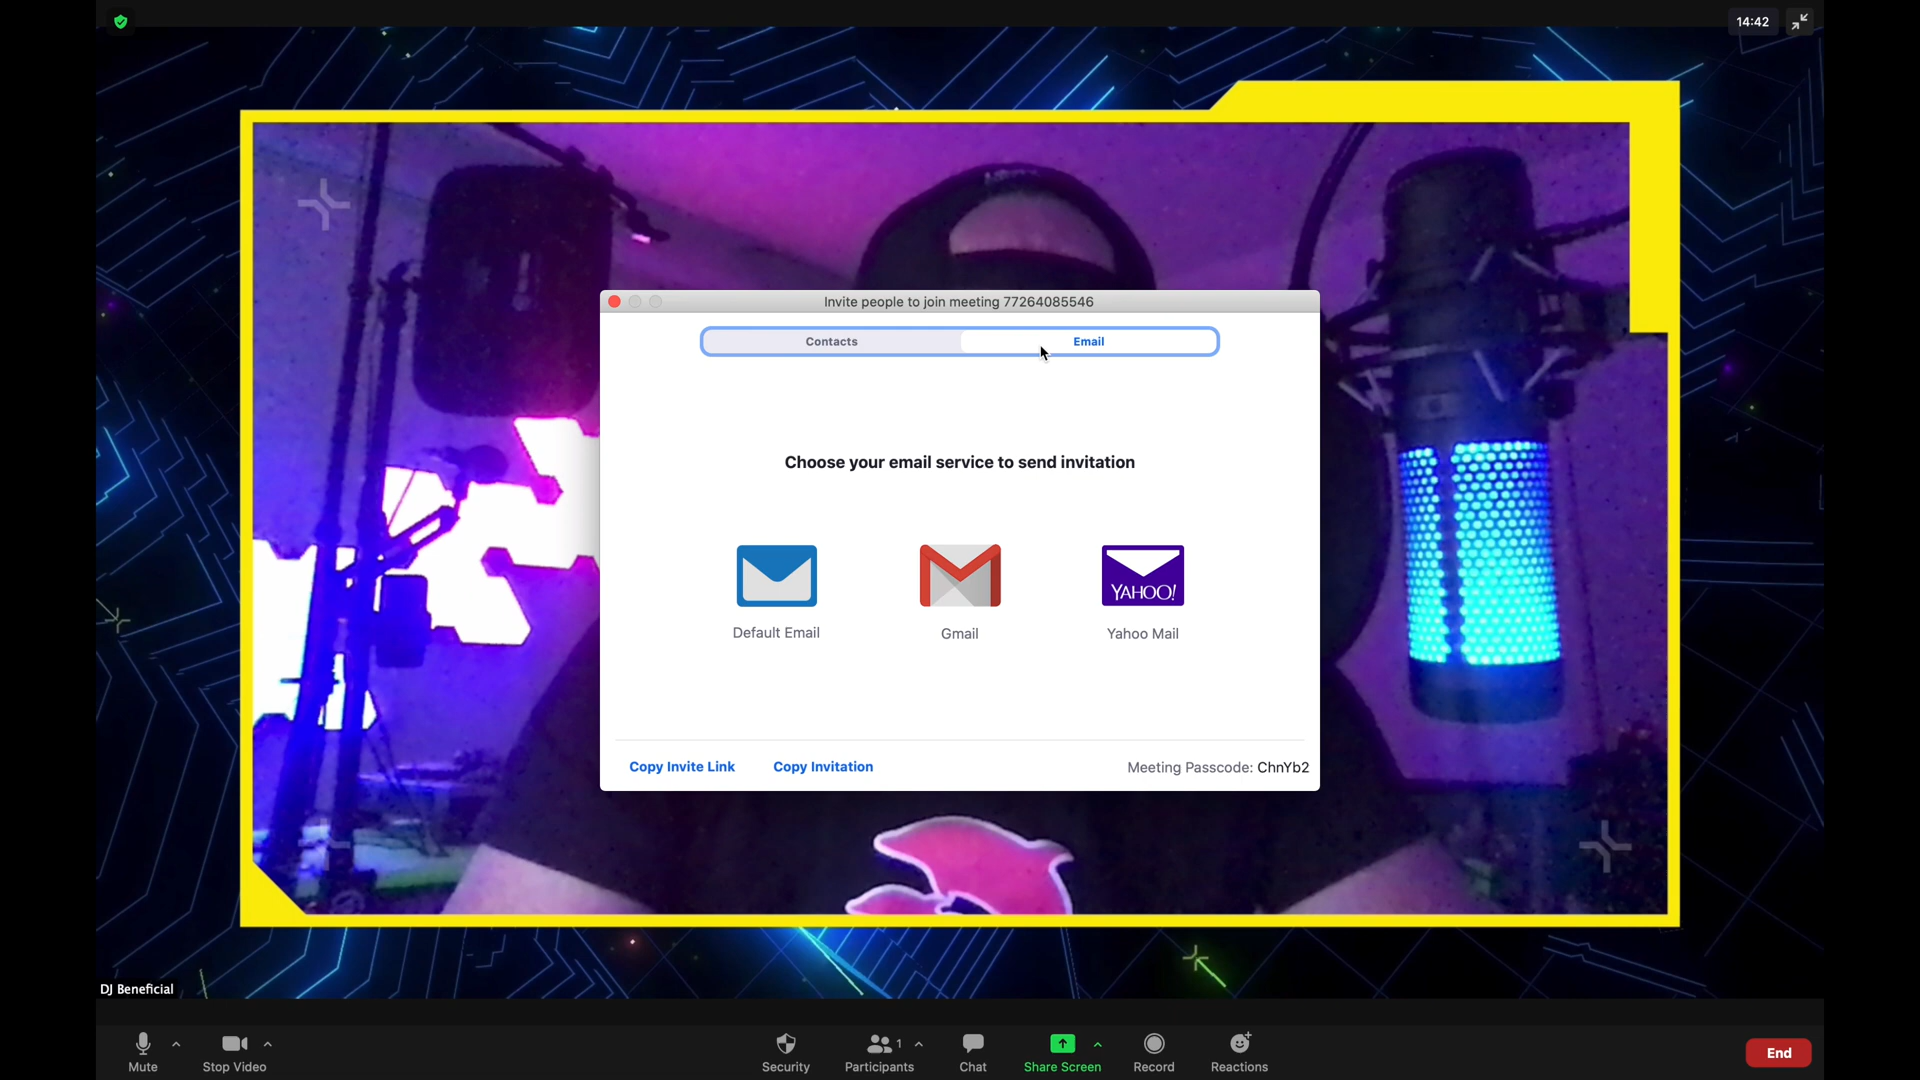 14:42
Invite people to join meeting 77264085546
Contacts
Email
Choose your email service to send invitation
YAHOO!
Default Email
Gmail
Yahoo Mail
Copy Invite Link
Copy Invitation
Meeting Passcode: ChnYb2
DJ Beneficial
Mute
Stop Video
Security
1
Participants
Chat
Share Screen
Record
Reactions
End